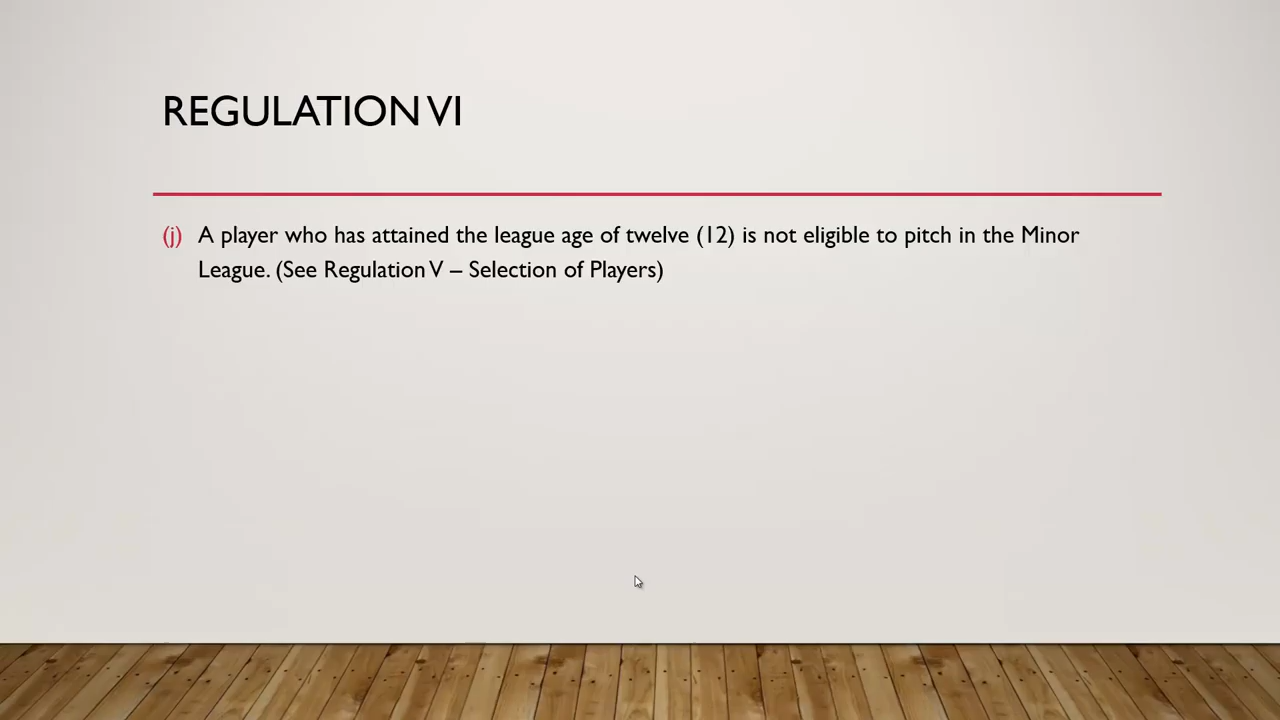 REGULATION VI
(j) A player who has attained the league age of twelve (12) is not eligible to pitch in the Minor
League. (See Regulation V – Selection of Players)